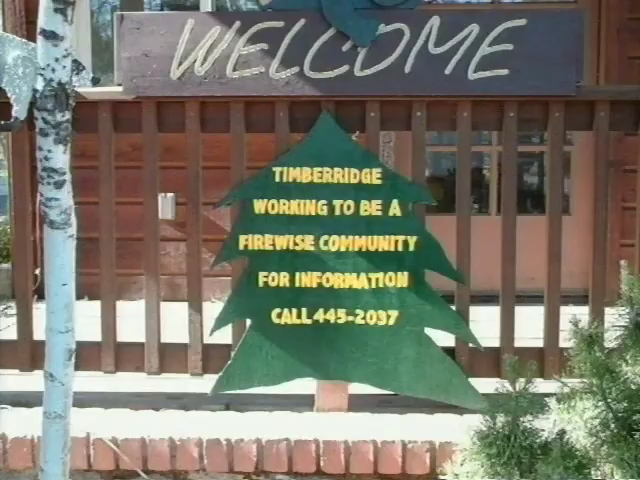 WELCOME
TIMBERRIDGE
WORKING TO BE A
FIREWISE COMMUNITY
FOR INFORMATION
CALL 445-2037